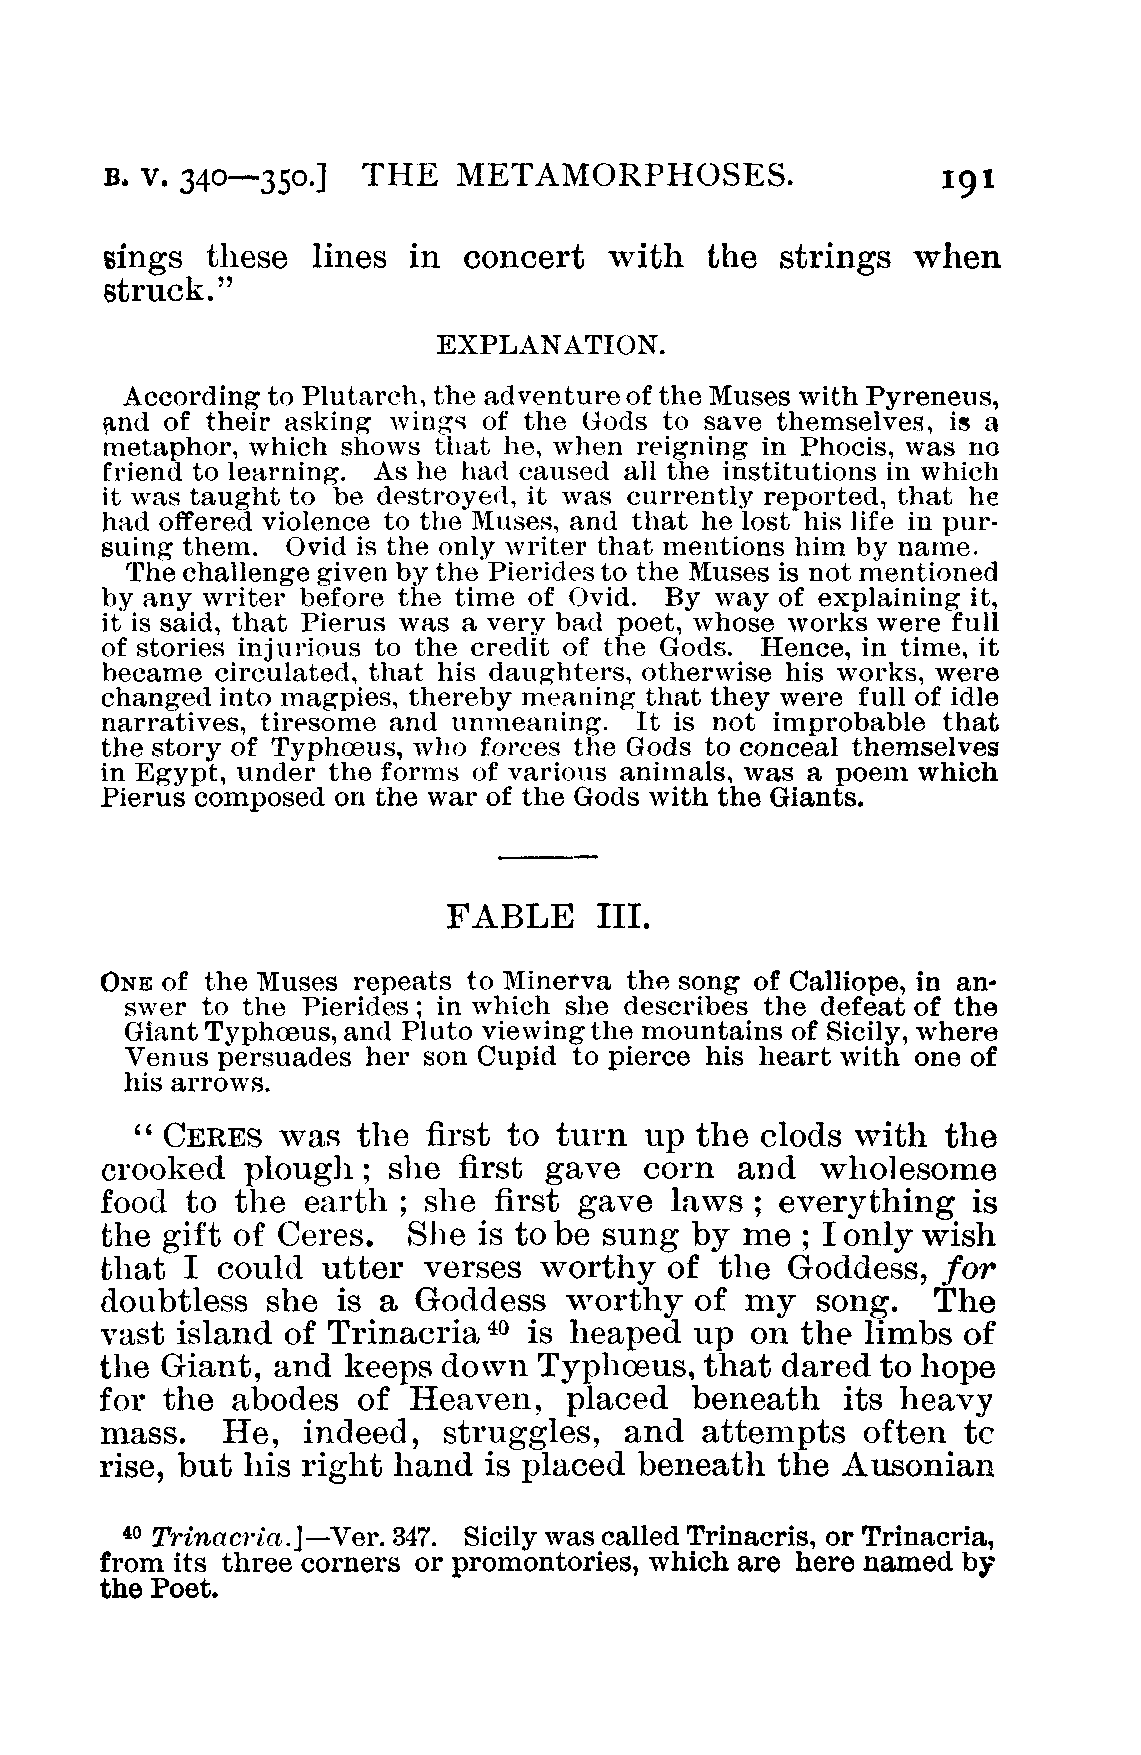 B. V. 340—350.] THE METAMORPHOSES. 191
sings these lines in concert with the strings when
struck."
EXPLANATION.
According to Plutarch, the adventure of the Muses with Pyreneus,
and of their asking wings of the Gods to save themselves, is a
metaphor, which shows that he, when reigning in Phocis, was no
friend to learning. As he had caused all the institutions in which
it was taught to be destroyed, it was currently reported, that he
had offered violence to the Muses, and that he lost his life in pur-
suing them. Ovid is the only writer that mentions him by name.
The challenge given by the Pierides to the Muses is not mentioned
by any writer before the time of Ovid. By way of explaining it,
it is said, that Pierus was a very bad poet, whose works were full
of stories injurious to the credit of the Gods. Hence, in time, it
became circulated, that his daughters, otherwise his works, were
changed into magpies, thereby meaning that they were full of idle
narratives, tiresome and unmeaning. It is not improbable that
the story of Typhœus, who forces the Gods to conceal themselves
in Egypt, under the forms of various animals, was a poem which
Pierus composed on the war of the Gods with the Giants.
FABLE III.
ONE of the Muses repeats to Minerva the song of Calliope, in an-
swer to the Pierides; in which she describes the defeat of the
Giant Typhœus, and Pluto viewing the mountains of Sicily, where
Venus persuades her son Cupid to pierce his heart with one of
his arrows.
"CERES was the first to turn up the clods with the
crooked plough; she first gave corn and wholesome
food to the earth; she first gave laws; everything is
the gift of Ceres. She is to be sung by me; I only wish
that I could utter verses worthy of the Goddess, for
doubtless she is a Goddess worthy of my song. The
vast island of Trinacria⁴⁰ is heaped up on the limbs of
the Giant, and keeps down Typhœus, that dared to hope
for the abodes of Heaven, placed beneath its heavy
mass. He, indeed, struggles, and attempts often to
rise, but his right hand is placed beneath the Ausonian
⁴⁰ Trinacria.]—Ver. 347. Sicily was called Trinacris, or Trinacria,
from its three corners or promontories, which are here named by
the Poet.